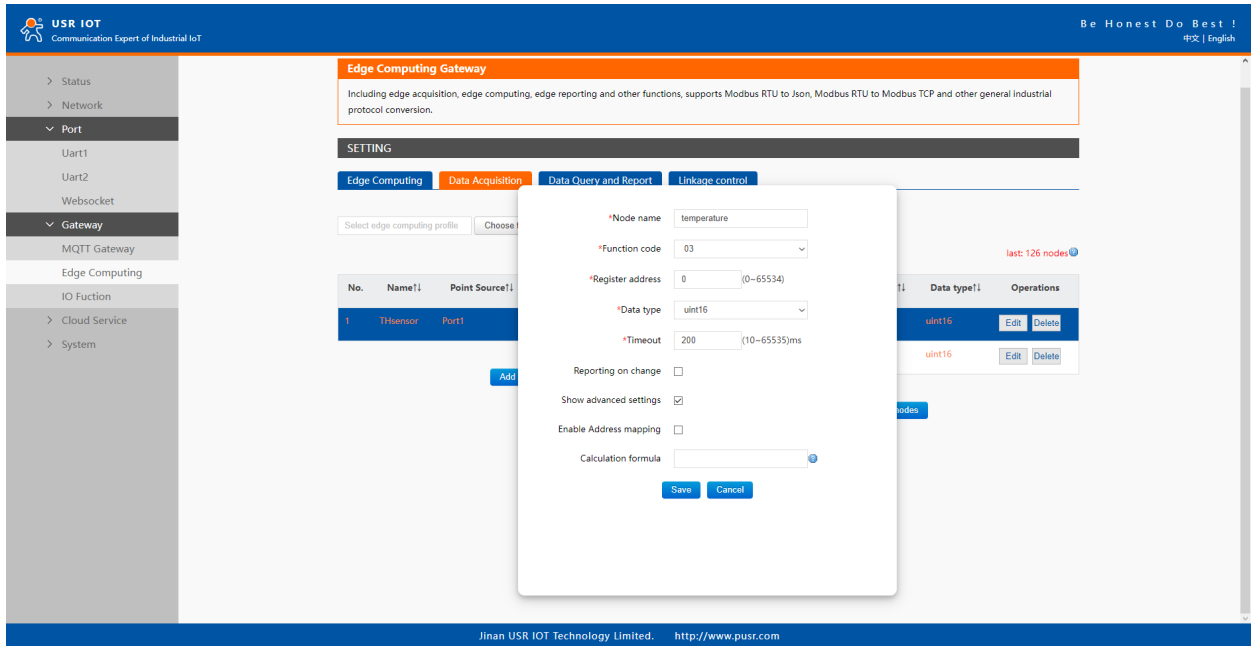 USR IOT
Communication Expert of Industrial IoT
Be Honest Do Best !
中文 | English
Status
Network
Port
Uart1
Uart2
Websocket
Gateway
MQTT Gateway
Edge Computing
IO Fuction
Cloud Service
System
Edge Computing Gateway
Including edge acquisition, edge computing, edge reporting and other functions, supports Modbus RTU to Json, Modbus RTU to Modbus TCP and other general industrial
protocol conversion.
SETTING
Edge Computing Data Acquisition Data Query and Report Linkage control
Select edge computing profile Choose
last: 126 nodes
No. Name↑↓ Point Source↑↓ Data type↑↓ Operations
1 THsensor Port1 uint16 Edit Delete
uint16 Edit Delete
Add
nodes
*Node name temperature
*Function code 03
*Register address 0 (0~65534)
*Data type uint16
*Timeout 200 (10~65535)ms
Reporting on change
Show advanced settings
Enable Address mapping
Calculation formula
Save Cancel
Jinan USR IOT Technology Limited. http://www.pusr.com